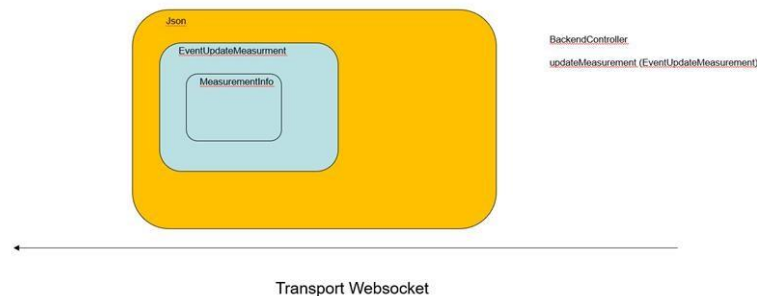 Json
EventUpdateMeasurment
MeasurementInfo
BackendController
updateMeasurement (EventUpdateMeasurement)
Transport Websocket